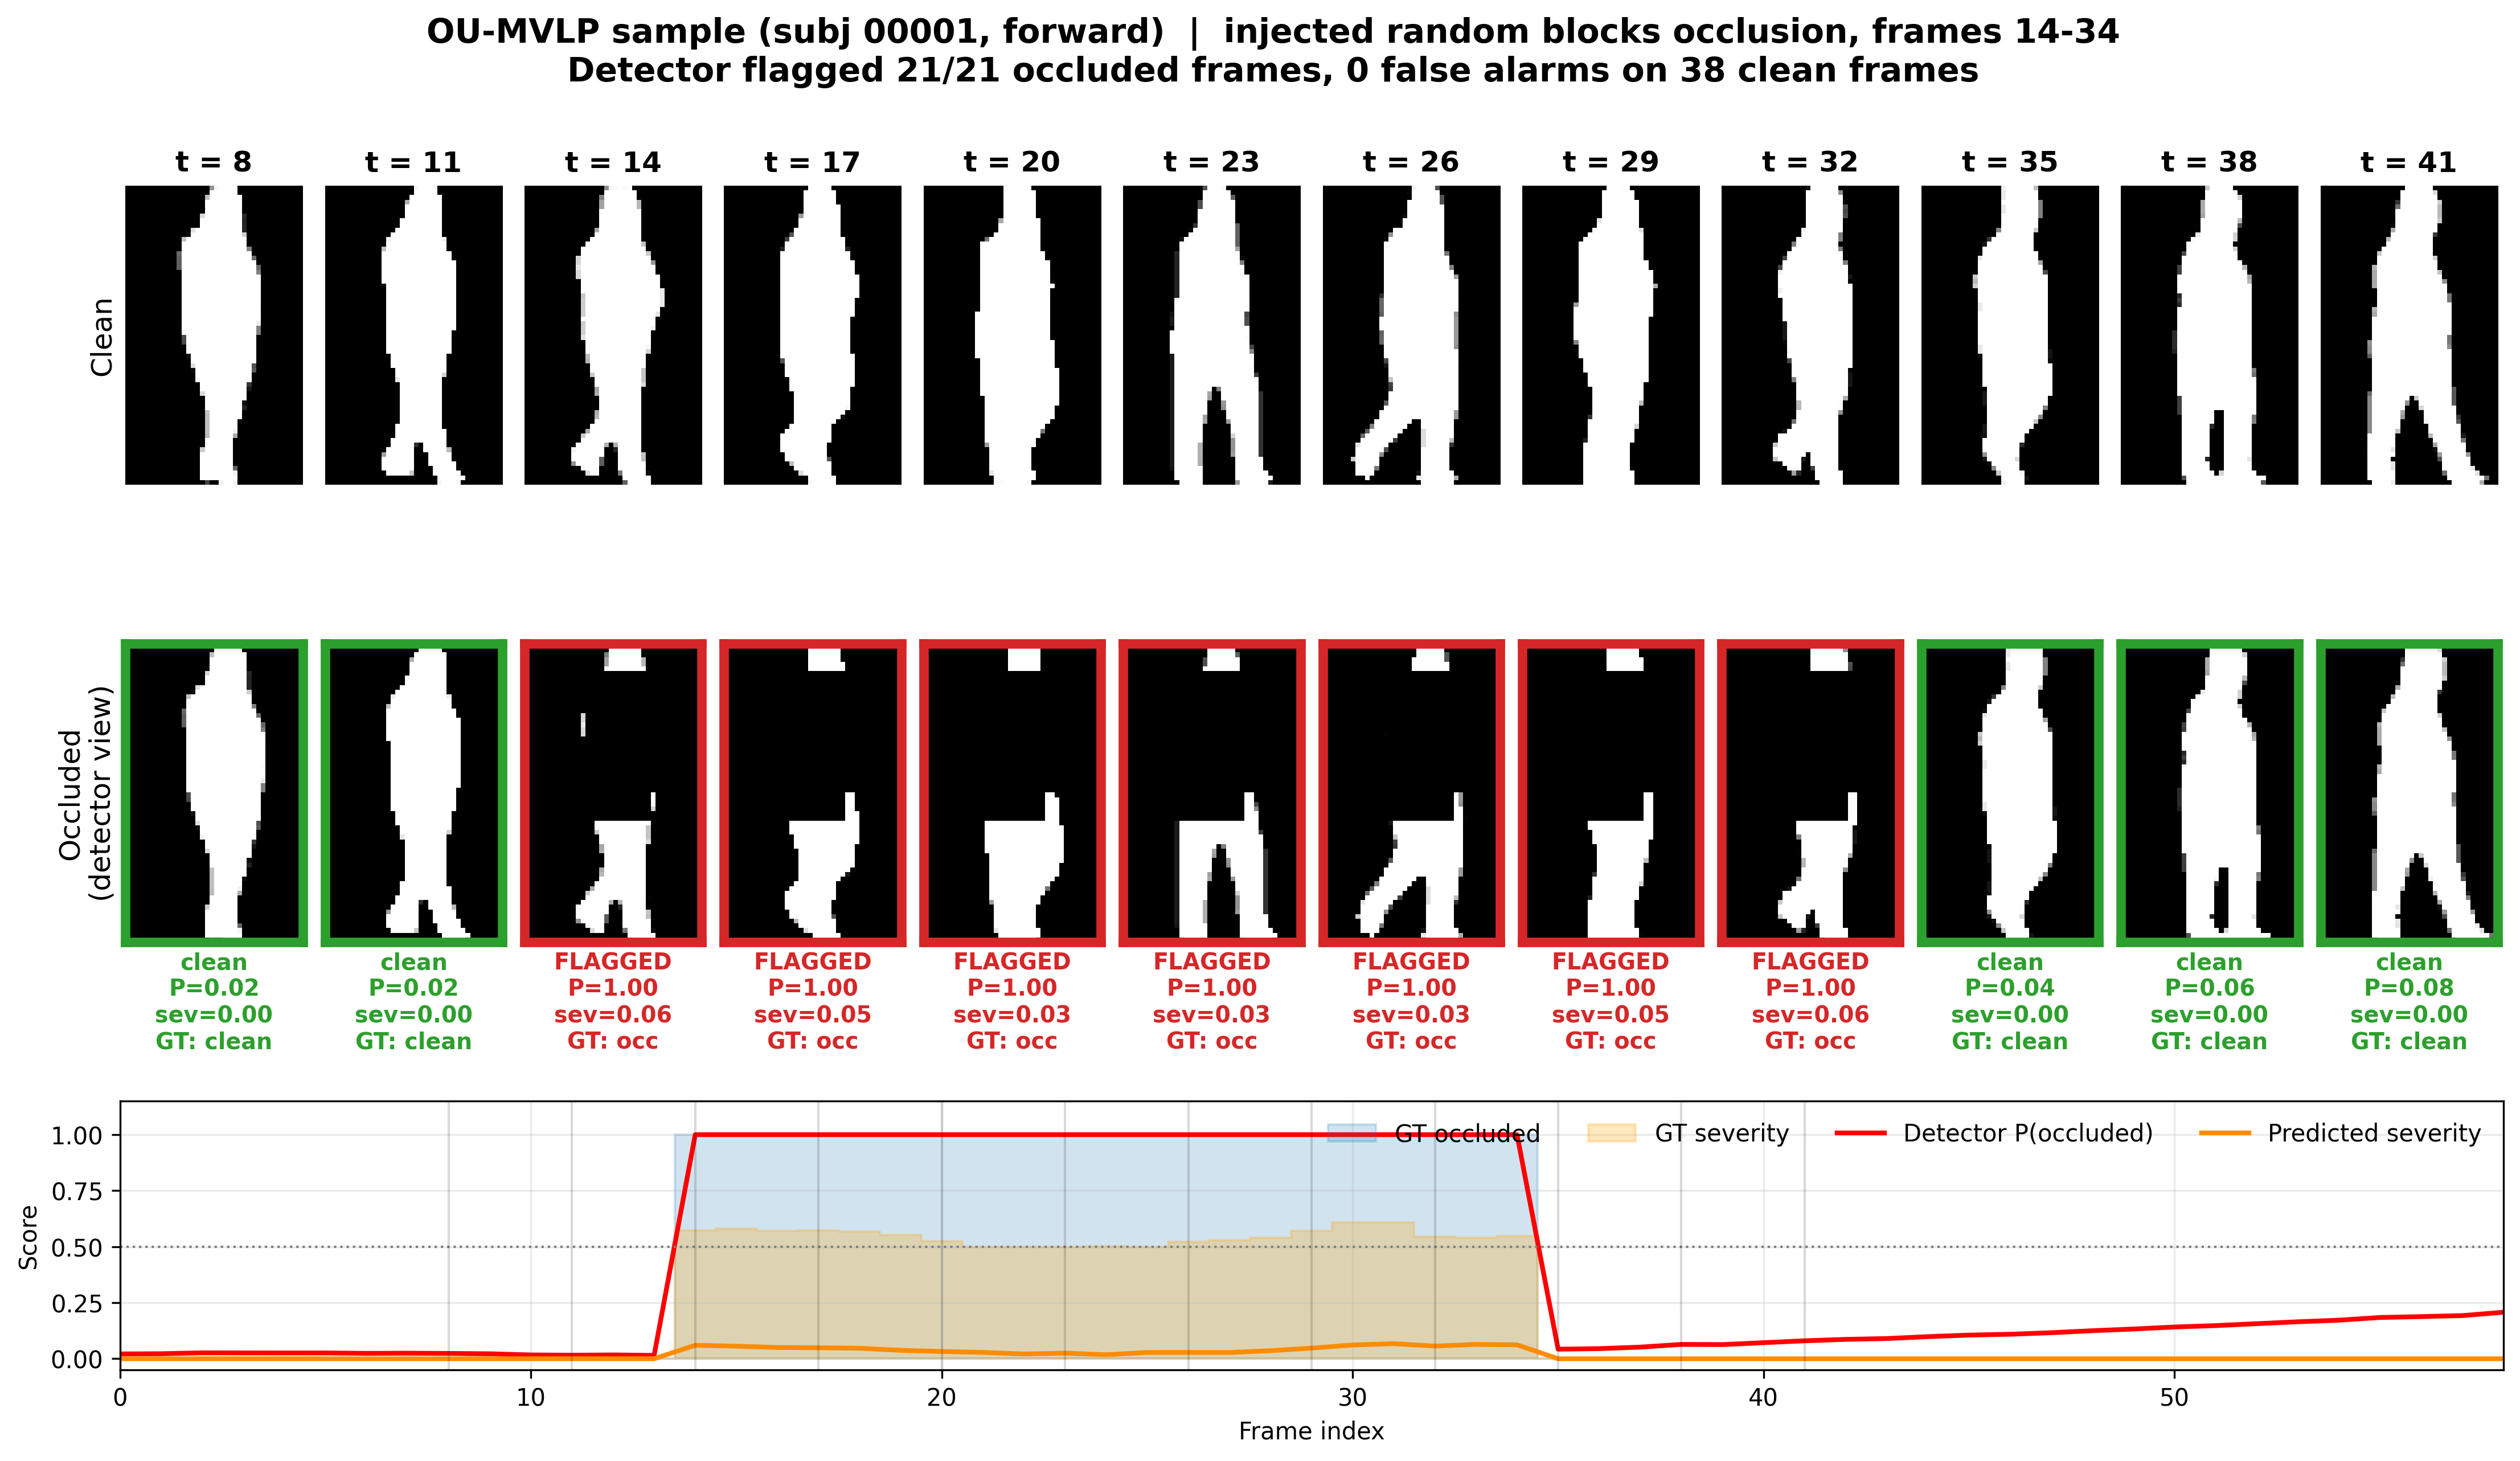 OU-MVLP sample (subj 00001, forward) | injected random blocks occlusion, frames 14-34
Detector flagged 21/21 occluded frames, 0 false alarms on 38 clean frames
t = 8
t = 11
t = 14
t = 17
t = 20
t = 23
t = 26
t = 29
t = 32
t = 35
t = 38
t = 41
Clean
Occluded
(detector view)
clean
P=0.02
sev=0.00
GT: clean
clean
P=0.02
sev=0.00
GT: clean
FLAGGED
P=1.00
sev=0.06
GT: occ
FLAGGED
P=1.00
sev=0.05
GT: occ
FLAGGED
P=1.00
sev=0.03
GT: occ
FLAGGED
P=1.00
sev=0.03
GT: occ
FLAGGED
P=1.00
sev=0.03
GT: occ
FLAGGED
P=1.00
sev=0.05
GT: occ
FLAGGED
P=1.00
sev=0.06
GT: occ
clean
P=0.04
sev=0.00
GT: clean
clean
P=0.06
sev=0.00
GT: clean
clean
P=0.08
sev=0.00
GT: clean
GT occluded
GT severity
Detector P(occluded)
Predicted severity
Score
1.00
0.75
0.50
0.25
0.00
0
10
20
30
40
50
Frame index